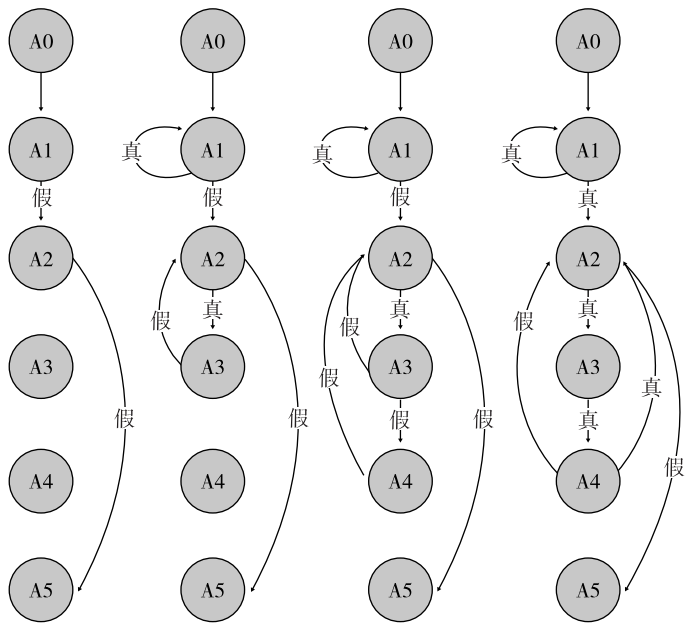 A0 A0 A0 A0
A1 真 A1 真 A1 真 A1
假 假 假 真
A2 A2 A2 A2
真 真 真
假 假 假
A3 A3 A3 A3
假 真
假 假 假 假 真 假
A4 A4 A4 A4
A5 A5 A5 A5